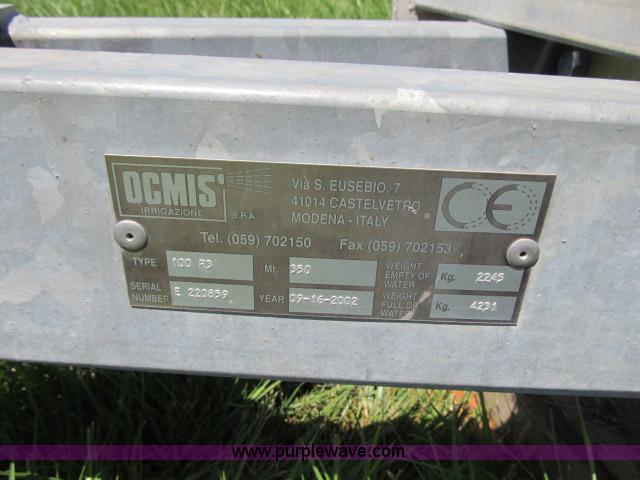 OCMIS
IRRIGAZIONE
S.P.A.
Via S. EUSEBIO, 7
41014 CASTELVETRO
MODENA - ITALY
CE
Tel. (059) 702150 Fax (059) 702153
TYPE 100 R2 Mt. 350 WEIGHT EMPTY OF WATER Kg. 2245
SERIAL NUMBER E 220859 YEAR 09-16-2002 WEIGHT FULL OF WATER Kg. 4231
www.purplewave.com